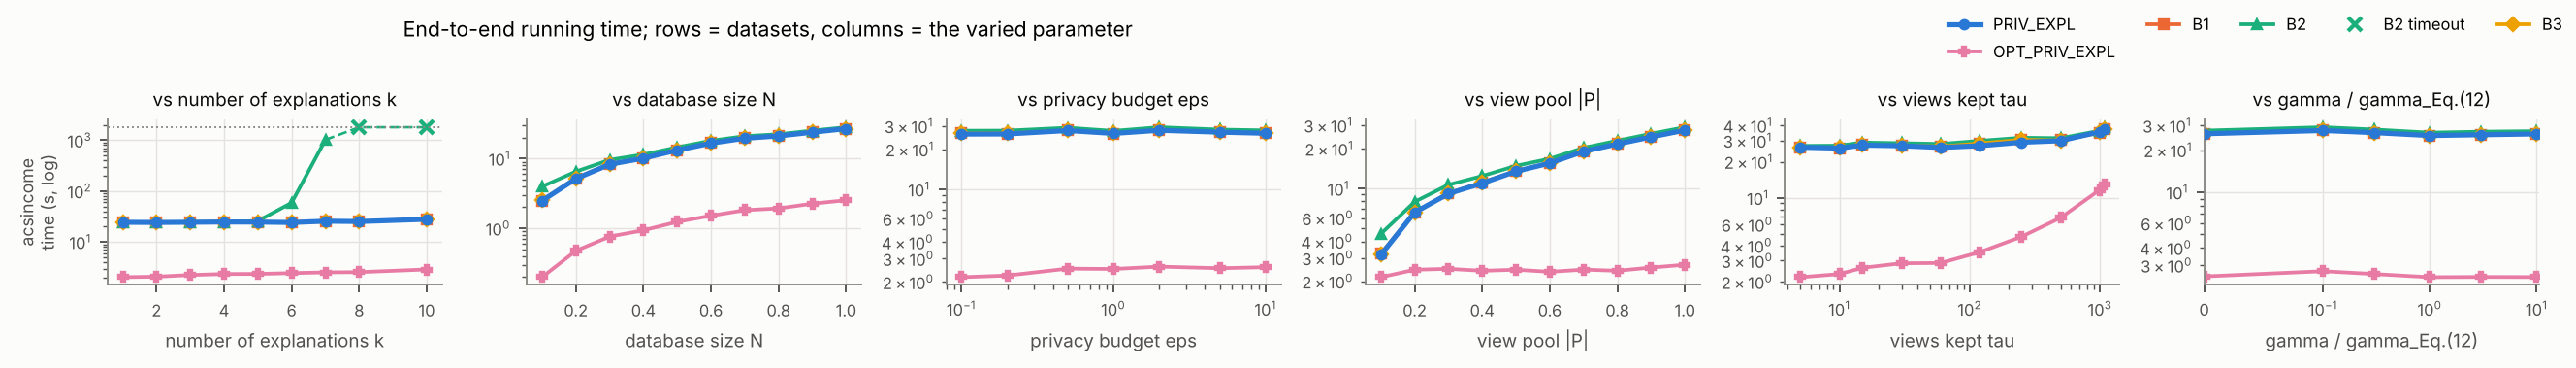 End-to-end running time; rows = datasets, columns = the varied parameter
PRIV_EXPL
B1
B2
B2 timeout
B3
OPT_PRIV_EXPL
vs number of explanations k
acsincome
time (s, log)
10³
10²
10¹
2 4 6 8 10
number of explanations k
vs database size N
10¹
10⁰
0.2 0.4 0.6 0.8 1.0
database size N
vs privacy budget eps
3 × 10¹
2 × 10¹
10¹
6 × 10⁰
4 × 10⁰
3 × 10⁰
2 × 10⁰
10⁻¹ 10⁰ 10¹
privacy budget eps
vs view pool |P|
3 × 10¹
2 × 10¹
10¹
6 × 10⁰
4 × 10⁰
3 × 10⁰
2 × 10⁰
0.2 0.4 0.6 0.8 1.0
view pool |P|
vs views kept tau
4 × 10¹
3 × 10¹
2 × 10¹
10¹
6 × 10⁰
4 × 10⁰
3 × 10⁰
2 × 10⁰
10¹ 10² 10³
views kept tau
vs gamma / gamma_Eq.(12)
3 × 10¹
2 × 10¹
10¹
6 × 10⁰
4 × 10⁰
3 × 10⁰
0 10⁻¹ 10⁰ 10¹
gamma / gamma_Eq.(12)